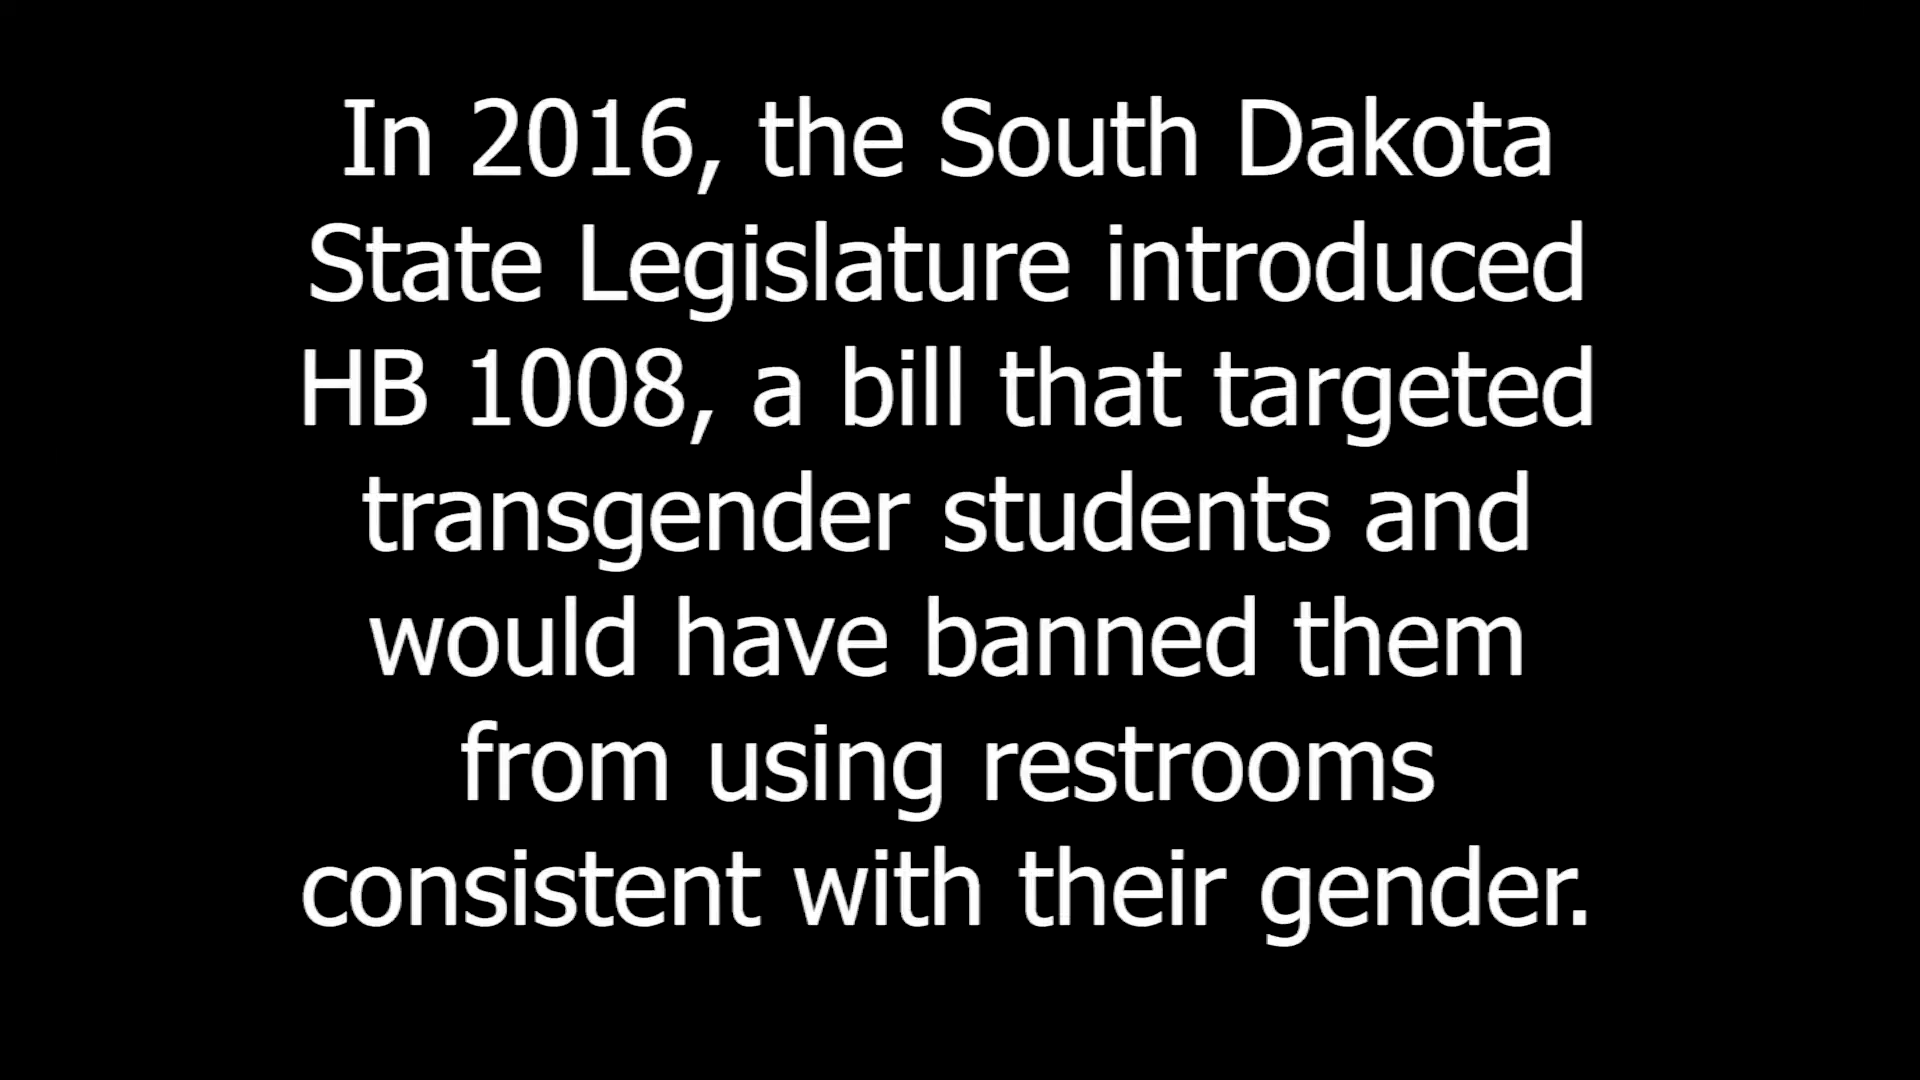 In 2016, the South Dakota
State Legislature introduced
HB 1008, a bill that targeted
transgender students and
would have banned them
from using restrooms
consistent with their gender.